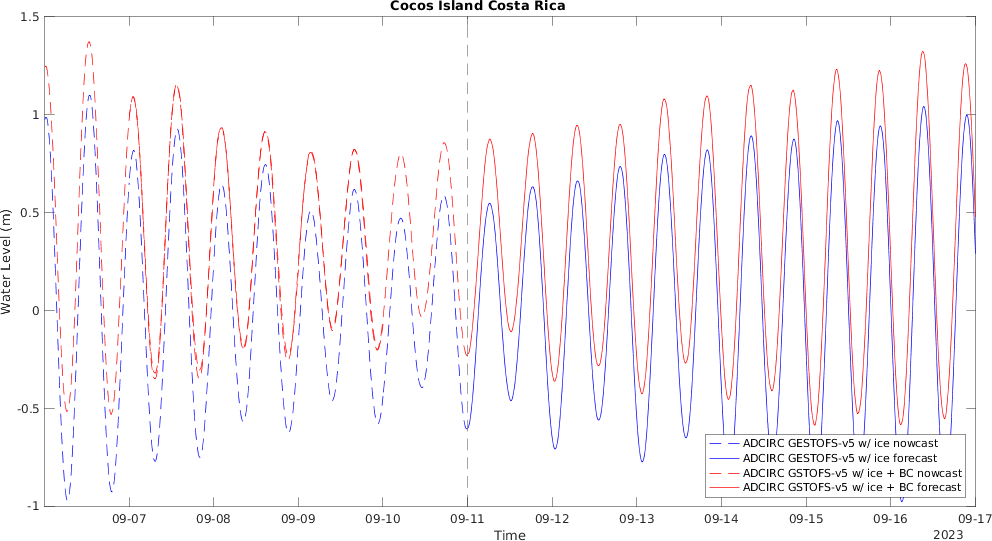 Cocos Island Costa Rica
1.5
1
0.5
0
-0.5
-1
Water Level (m)
ADCIRC GESTOFS-v5 w/ ice nowcast
ADCIRC GESTOFS-v5 w/ ice forecast
ADCIRC GSTOFS-v5 w/ ice + BC nowcast
ADCIRC GSTOFS-v5 w/ ice + BC forecast
09-07 09-08 09-09 09-10 09-11 09-12 09-13 09-14 09-15 09-16 09-17
Time
2023